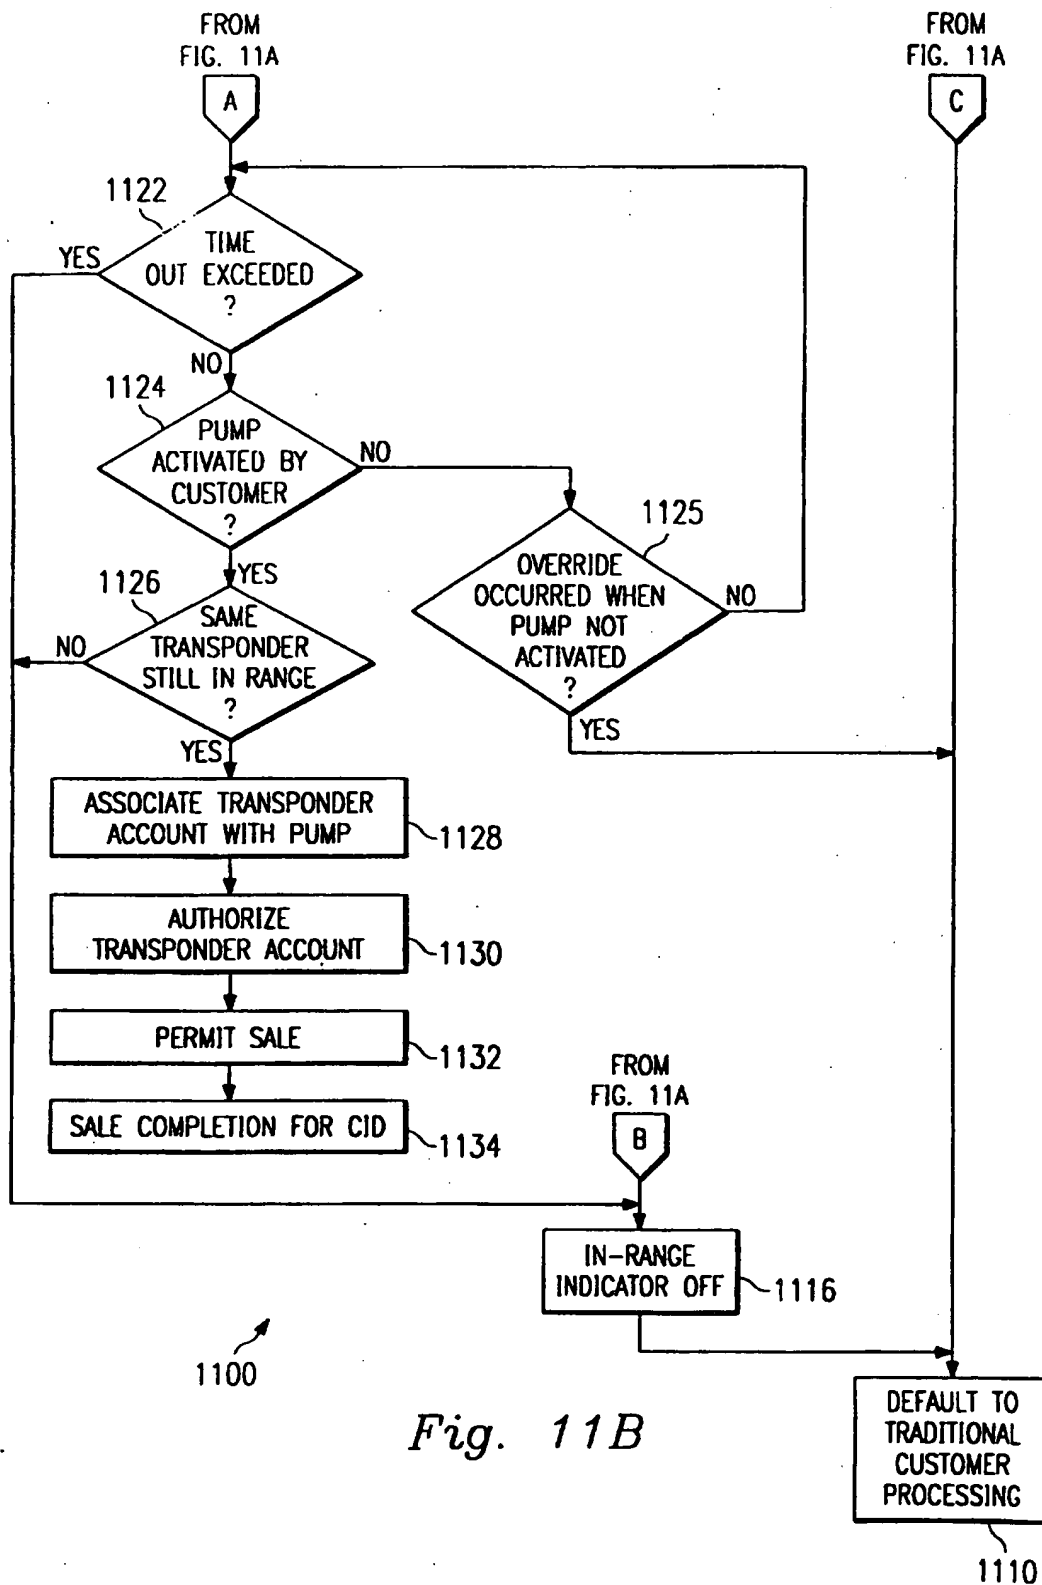 FROM
FIG. 11A
A
FROM
FIG. 11A
C
1122
YES
TIME
OUT EXCEEDED
?
NO
1124
PUMP
ACTIVATED BY
CUSTOMER
?
NO
YES
1125
OVERRIDE
OCCURRED WHEN
PUMP NOT
ACTIVATED
?
NO
YES
1126
NO
SAME
TRANSPONDER
STILL IN RANGE
?
YES
ASSOCIATE TRANSPONDER
ACCOUNT WITH PUMP
1128
AUTHORIZE
TRANSPONDER ACCOUNT
1130
PERMIT SALE
1132
SALE COMPLETION FOR CID
1134
FROM
FIG. 11A
B
IN-RANGE
INDICATOR OFF
1116
1100
Fig. 11B
DEFAULT TO
TRADITIONAL
CUSTOMER
PROCESSING
1110